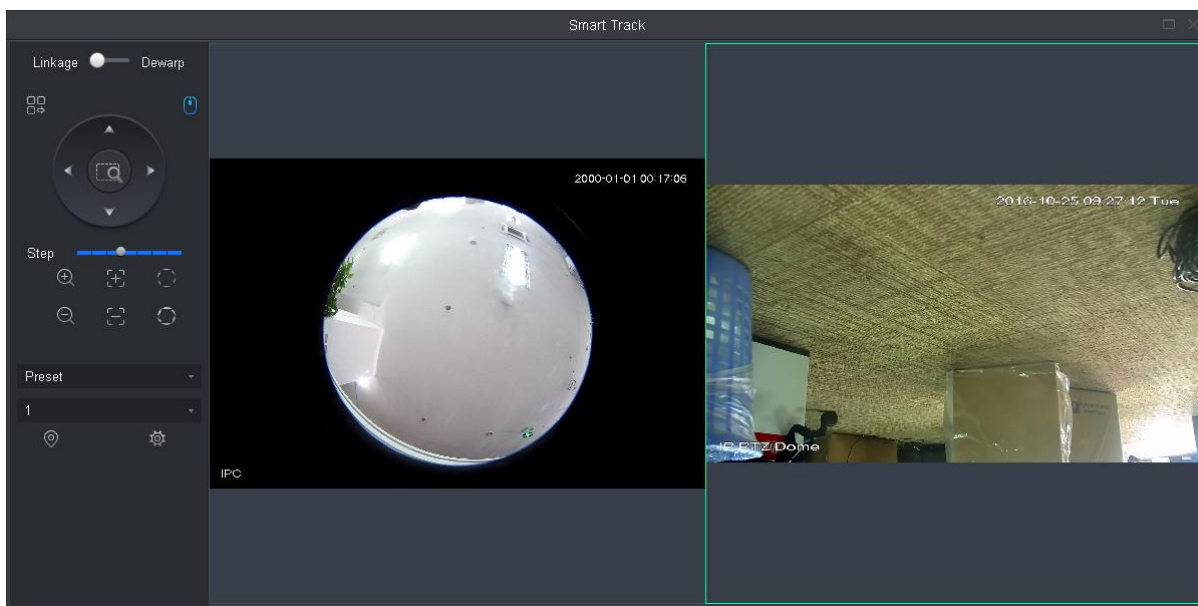 Smart Track
Linkage Dewarp
Step
Preset
1
2000-01-01 00:17:06
IPC
2016-10-25 09:27:12 Tue
IP PTZ Dome